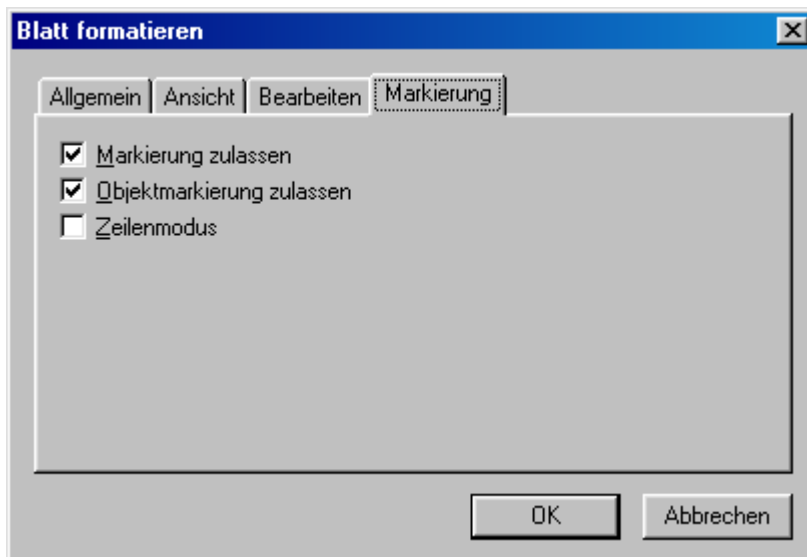 Blatt formatieren
Allgemein Ansicht Bearbeiten Markierung
Markierung zulassen
Objektmarkierung zulassen
Zeilenmodus
OK Abbrechen